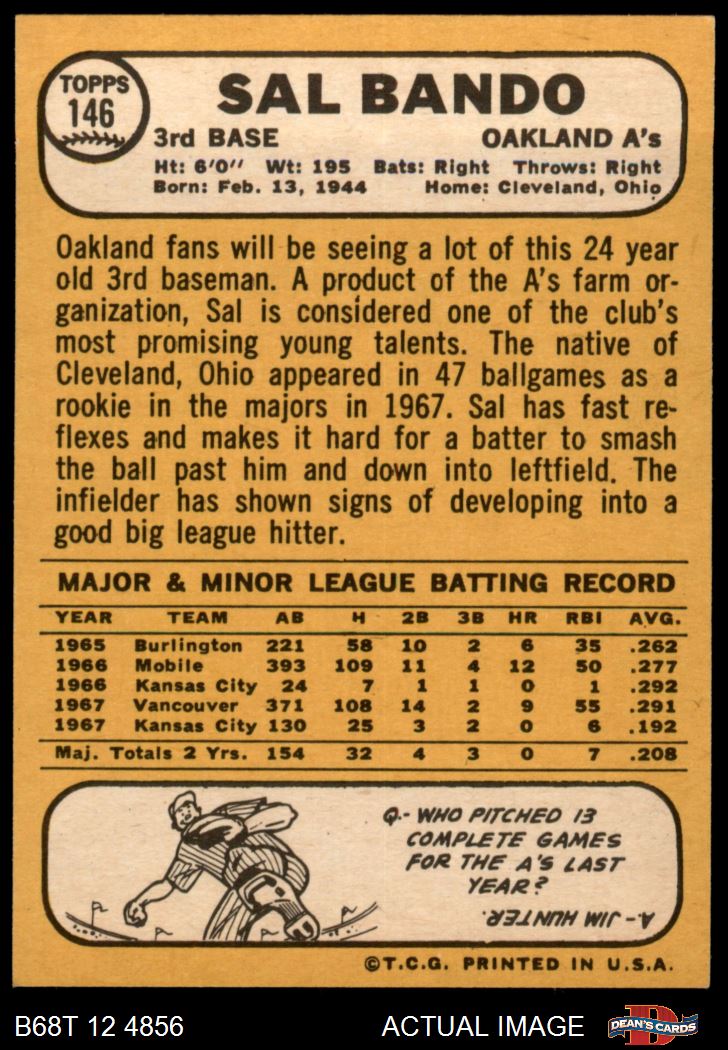 TOPPS
146
SAL BANDO
3rd BASE OAKLAND A's
Ht: 6'0" Wt: 195 Bats: Right Throws: Right
Born: Feb. 13, 1944 Home: Cleveland, Ohio
Oakland fans will be seeing a lot of this 24 year
old 3rd baseman. A product of the A's farm or-
ganization, Sal is considered one of the club's
most promising young talents. The native of
Cleveland, Ohio appeared in 47 ballgames as a
rookie in the majors in 1967. Sal has fast re-
flexes and makes it hard for a batter to smash
the ball past him and down into leftfield. The
infielder has shown signs of developing into a
good big league hitter.
MAJOR & MINOR LEAGUE BATTING RECORD
YEAR TEAM AB H 2B 3B HR RBI AVG.
1965 Burlington 221 58 10 2 6 35 .262
1966 Mobile 393 109 11 4 12 50 .277
1966 Kansas City 24 7 1 1 0 1 .292
1967 Vancouver 371 108 14 2 9 55 .291
1967 Kansas City 130 25 3 2 0 6 .192
Maj. Totals 2 Yrs. 154 32 4 3 0 7 .208
Q.- WHO PITCHED 13
COMPLETE GAMES
FOR THE A'S LAST
YEAR?
A.- JIM HUNTER.
©T.C.G. PRINTED IN U.S.A.
B68T 12 4856 ACTUAL IMAGE D DEAN'S CARDS